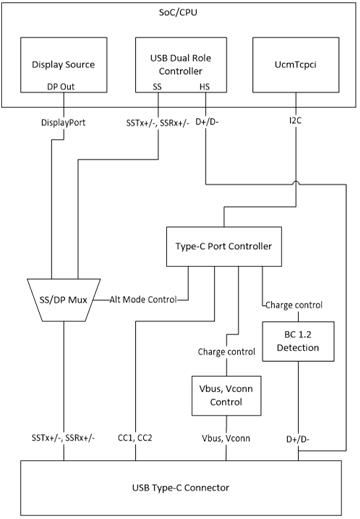 SoC/CPU
Display Source
DP Out
USB Dual Role
Controller
SS
HS
UcmTcpci
DisplayPort
SSTx+/-, SSRx+/-
D+/D-
I2C
Type-C Port Controller
SS/DP Mux
Alt Mode Control
Charge control
BC 1.2
Detection
Charge control
Vbus, Vconn
Control
SSTx+/-, SSRx+/-
CC1, CC2
Vbus, Vconn
D+/D-
USB Type-C Connector